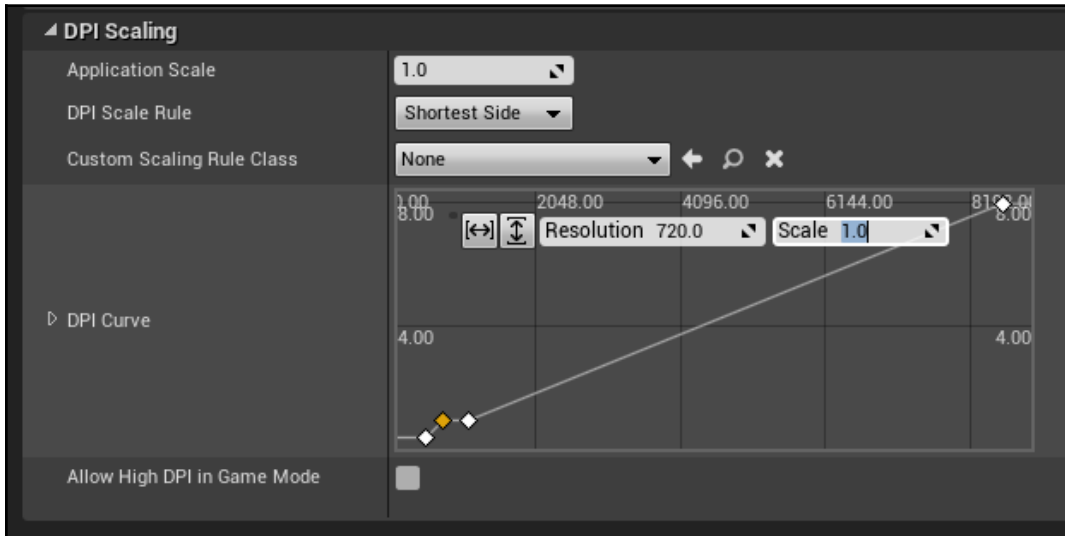 DPI Scaling
Application Scale 1.0
DPI Scale Rule Shortest Side
Custom Scaling Rule Class None
2048.00 4096.00 6144.00
8.00 8.00
Resolution 720.0 Scale 1.0
DPI Curve
4.00 4.00
Allow High DPI in Game Mode